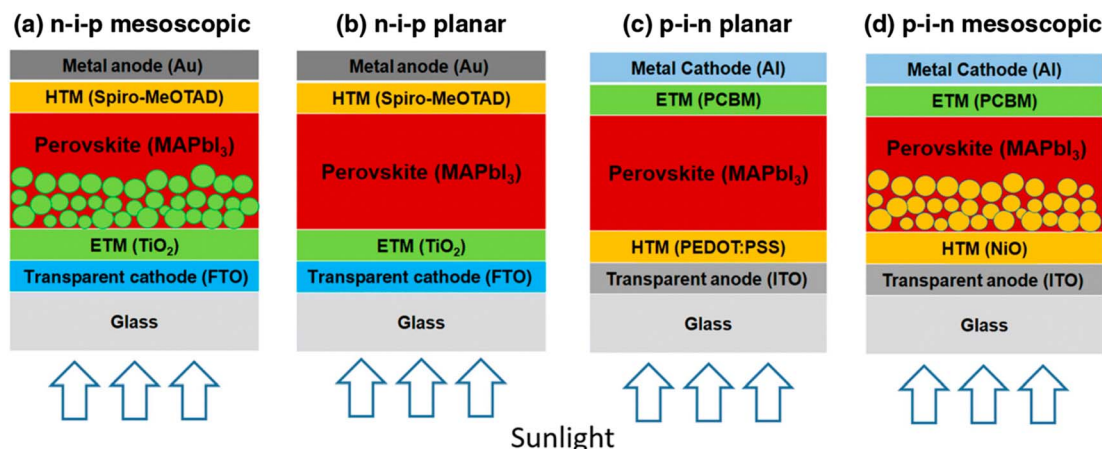 (a) n-i-p mesoscopic
Metal anode (Au)
HTM (Spiro-MeOTAD)
Perovskite (MAPbI₃)
ETM (TiO₂)
Transparent cathode (FTO)
Glass
(b) n-i-p planar
Metal anode (Au)
HTM (Spiro-MeOTAD)
Perovskite (MAPbI₃)
ETM (TiO₂)
Transparent cathode (FTO)
Glass
(c) p-i-n planar
Metal Cathode (Al)
ETM (PCBM)
Perovskite (MAPbI₃)
HTM (PEDOT:PSS)
Transparent anode (ITO)
Glass
(d) p-i-n mesoscopic
Metal Cathode (Al)
ETM (PCBM)
Perovskite (MAPbI₃)
HTM (NiO)
Transparent anode (ITO)
Glass
Sunlight